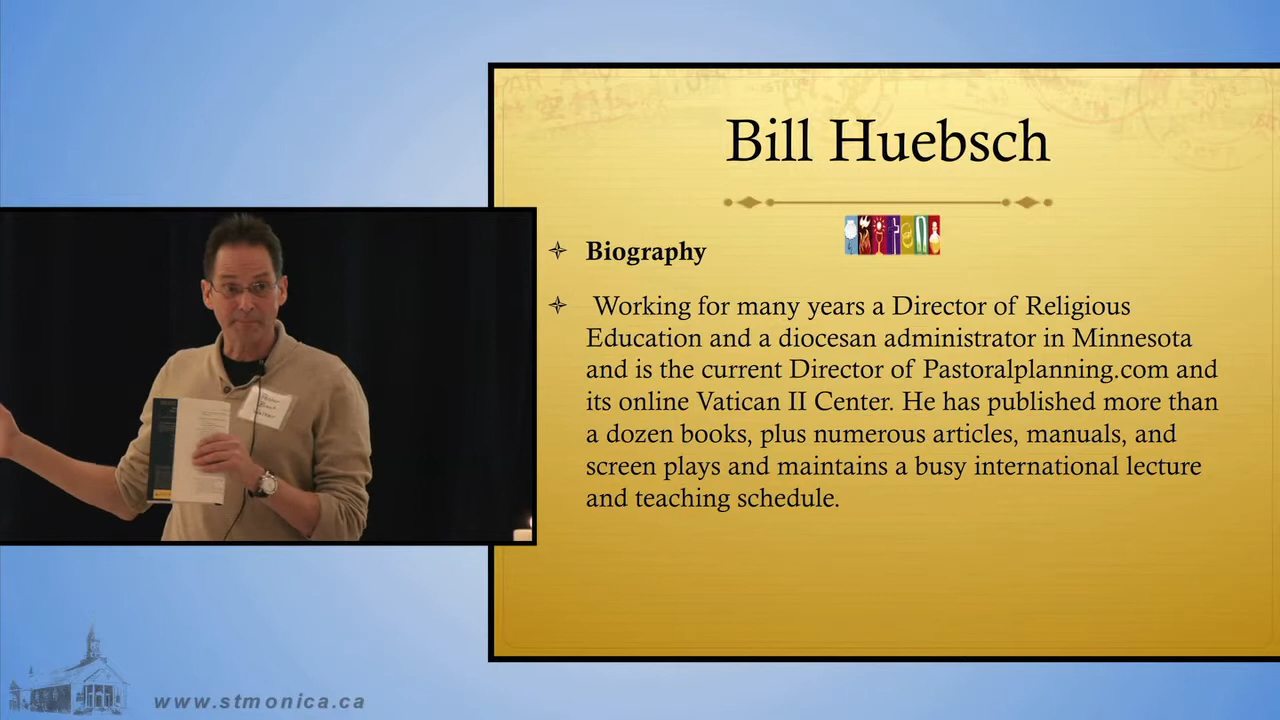 Bill Huebsch
Biography
Working for many years a Director of Religious
Education and a diocesan administrator in Minnesota
and is the current Director of Pastoralplanning.com and
its online Vatican II Center. He has published more than
a dozen books, plus numerous articles, manuals, and
screen plays and maintains a busy international lecture
and teaching schedule.
www.stmonica.ca